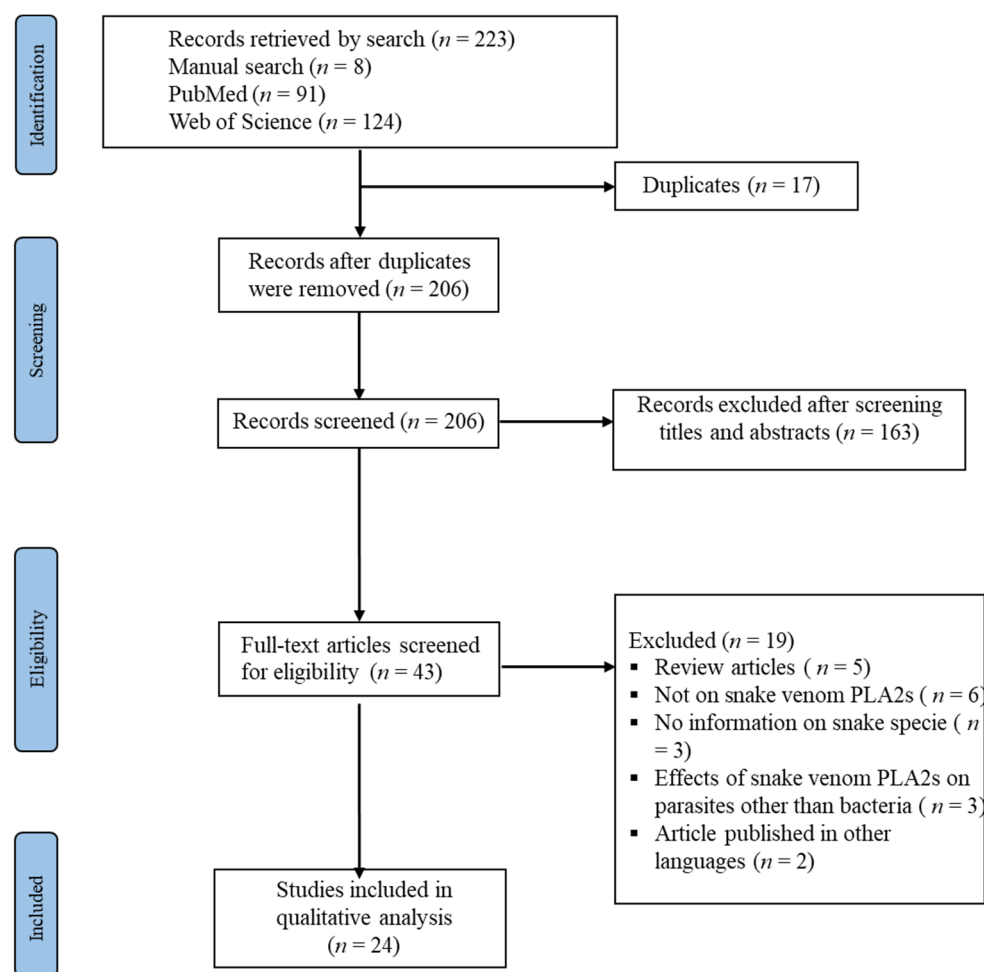 Identification
Records retrieved by search (n = 223)
Manual search (n = 8)
PubMed (n = 91)
Web of Science (n = 124)
Duplicates (n = 17)
Screening
Records after duplicates
were removed (n = 206)
Records screened (n = 206)
Records excluded after screening
titles and abstracts (n = 163)
Eligibility
Full-text articles screened
for eligibility (n = 43)
Excluded (n = 19)
▪ Review articles ( n = 5)
▪ Not on snake venom PLA2s ( n = 6)
▪ No information on snake specie ( n
= 3)
▪ Effects of snake venom PLA2s on
parasites other than bacteria ( n = 3)
▪ Article published in other
languages (n = 2)
Included
Studies included in
qualitative analysis
(n = 24)